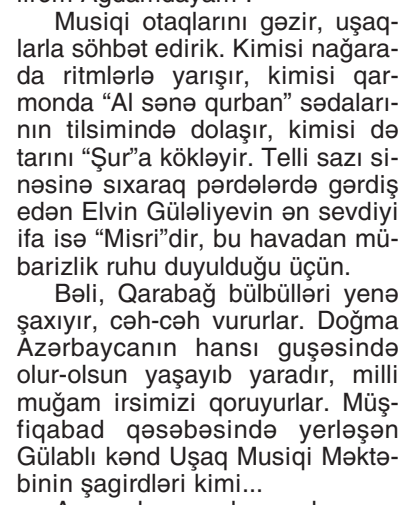 Musiqi otaqlarını gəzir, uşaq-
larla söhbət edirik. Kimisi nağara-
da ritmlərlə yarışır, kimisi qar-
monda “Al sənə qurban” sədaları-
nın tilsimində dolaşır, kimisi də
tarını “Şur”a kökləyir. Telli sazı si-
nəsinə sıxaraq pərdələrdə gərdiş
edən Elvin Güləliyevin ən sevdiyi
ifa isə “Misri”dir, bu havadan mü-
barizlik ruhu duyulduğu üçün.
Bəli, Qarabağ bülbülləri yenə
şaxıyır, cəh-cəh vururlar. Doğma
Azərbaycanın hansı guşəsində
olur-olsun yaşayıb yaradır, milli
muğam irsimizi qoruyurlar. Müş-
fiqabad qəsəbəsində yerləşən
Gülablı kənd Uşaq Musiqi Məktə-
binin şagirdləri kimi...